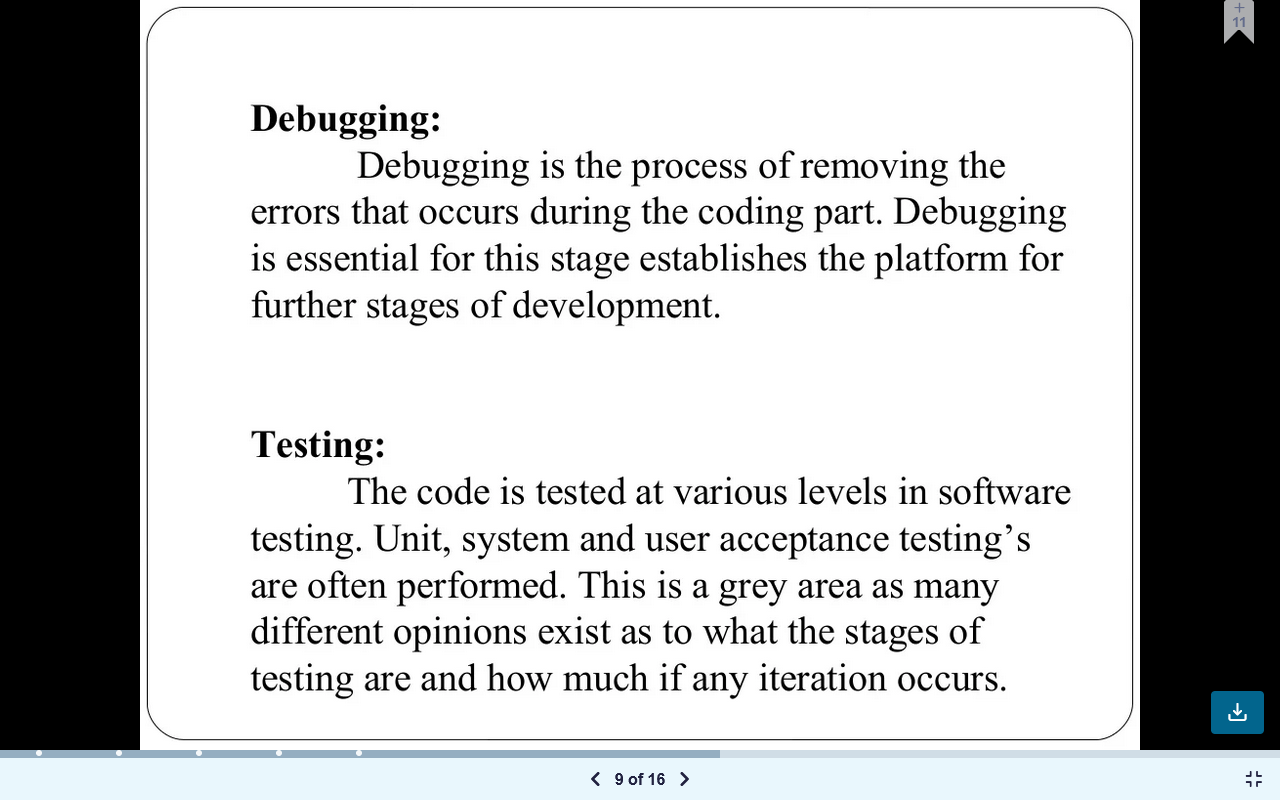 +
11
Debugging:
Debugging is the process of removing the
errors that occurs during the coding part. Debugging
is essential for this stage establishes the platform for
further stages of development.
Testing:
The code is tested at various levels in software
testing. Unit, system and user acceptance testing’s
are often performed. This is a grey area as many
different opinions exist as to what the stages of
testing are and how much if any iteration occurs.
9 of 16